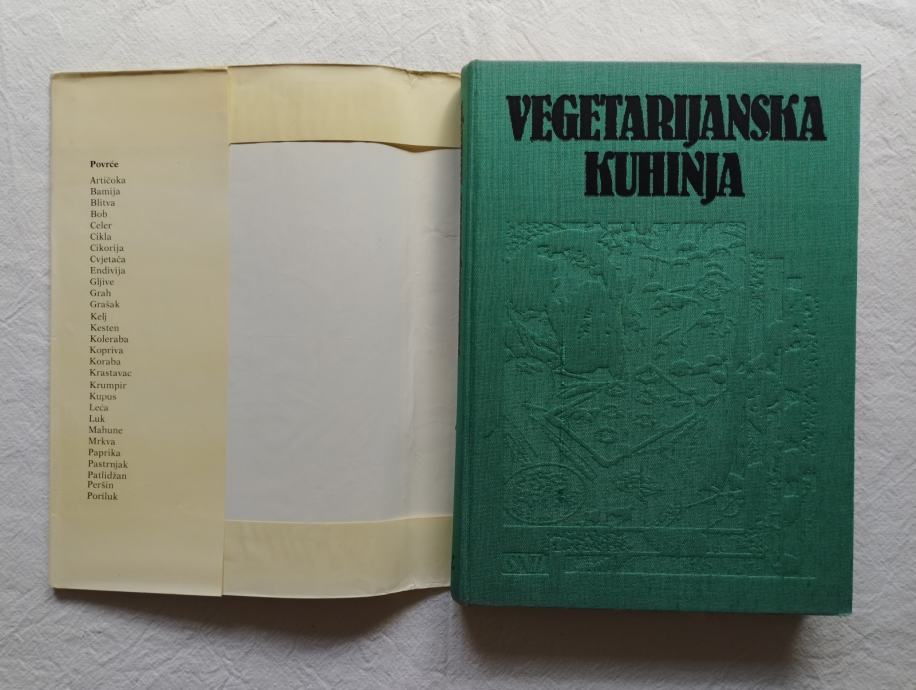 Povrće
Artičoka
Bamija
Blitva
Bob
Celer
Cikla
Cikorija
Cvjetača
Endivija
Gljive
Grah
Grašak
Kelj
Kesten
Koleraba
Kopriva
Koraba
Krastavac
Krumpir
Kupus
Leća
Luk
Mahune
Mrkva
Paprika
Pastrnjak
Patlidžan
Peršin
Poriluk
VEGETARIJANSKA
KUHINJA